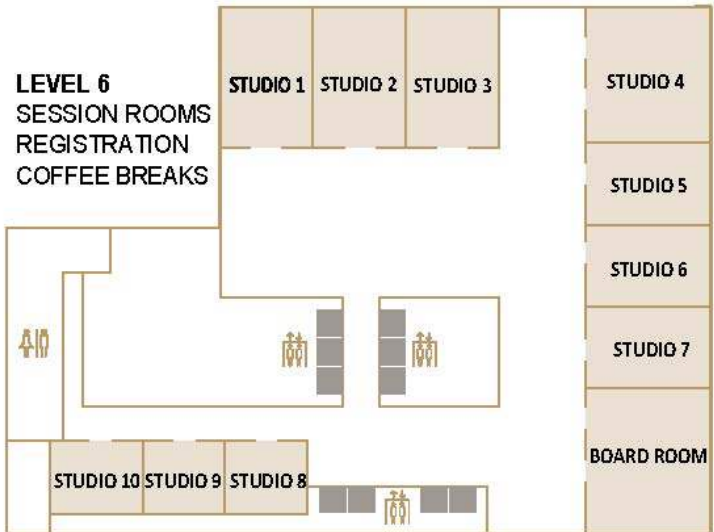 LEVEL 6
SESSION ROOMS
REGISTRATION
COFFEE BREAKS
STUDIO 1
STUDIO 2
STUDIO 3
STUDIO 4
STUDIO 5
STUDIO 6
STUDIO 7
BOARD ROOM
STUDIO 10
STUDIO 9
STUDIO 8